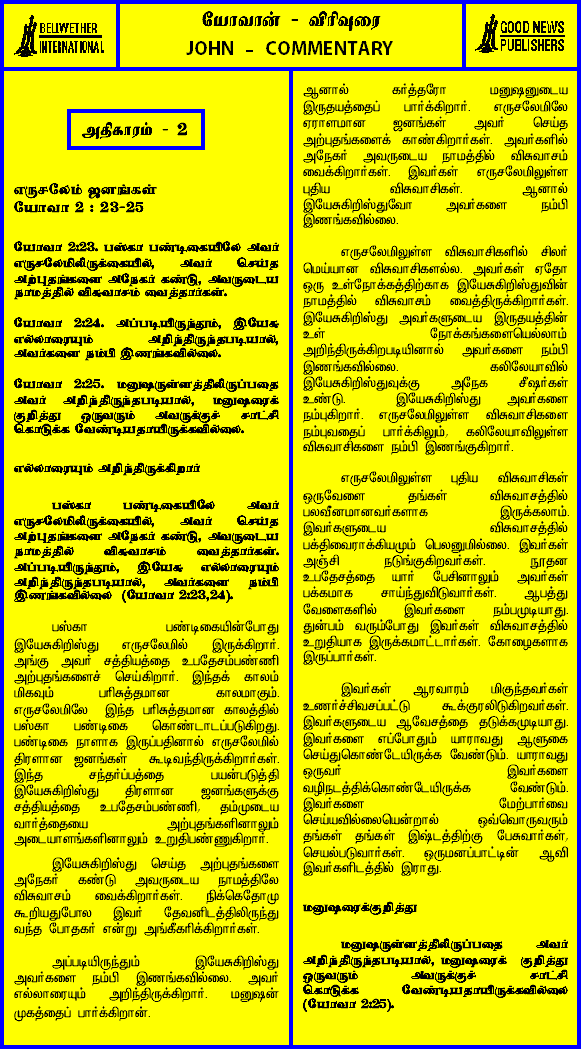 BELWETHER
INTERNATIONAL
யோவான் - விரிவுரை
JOHN - COMMENTARY
GOOD NEWS
PUBLISHERS
அதிகாரம் - 2
எருசலேம் ஜனங்கள்
யோவா 2 : 23-25
யோவா 2:23. பஸ்கா பண்டிகையிலே அவர்
எருசலேமிலிருக்கையில், அவர் செய்த
அற்புதங்களை அநேகர் கண்டு, அவருடைய
நாமத்தில் விசுவாசம் வைத்தார்கள்.
யோவா 2:24. அப்படியிருந்தும், இயேசு
எல்லாரையும் அறிந்திருந்தபடியால்,
அவர்களை நம்பி இணங்கவில்லை.
யோவா 2:25. மனுஷருள்ளத்திலிருப்பதை
அவர் அறிந்திருந்தபடியால், மனுஷரைக்
குறித்து ஒருவரும் அவருக்குச் சாட்சி
கொடுக்க வேண்டியதாயிருக்கவில்லை.
எல்லாரையும் அறிந்திருக்கிறார்
பஸ்கா பண்டிகையிலே அவர்
எருசலேமிலிருக்கையில், அவர் செய்த
அற்புதங்களை அநேகர் கண்டு, அவருடைய
நாமத்தில் விசுவாசம் வைத்தார்கள்.
அப்படியிருந்தும், இயேசு எல்லாரையும்
அறிந்திருந்தபடியால், அவர்களை நம்பி
இணங்கவில்லை (யோவா 2:23,24).
பஸ்கா பண்டிகையின்போது
இயேசுகிறிஸ்து எருசலேமில் இருக்கிறார்.
அங்கு அவர் சத்தியத்தை உபதேசம்பண்ணி
அற்புதங்களைச் செய்கிறார். இந்தக் காலம்
மிகவும் பரிசுத்தமான காலமாகும்.
எருசலேமிலே இந்த பரிசுத்தமான காலத்தில்
பஸ்கா பண்டிகை கொண்டாடப்படுகிறது.
பண்டிகை நாளாக இருப்பதினால் எருசலேமில்
திரளான ஜனங்கள் கூடிவந்திருக்கிறார்கள்.
இந்த சந்தர்ப்பத்தை பயன்படுத்தி
இயேசுகிறிஸ்து திரளான ஜனங்களுக்கு
சத்தியத்தை உபதேசம்பண்ணி, தம்முடைய
வார்த்தையை அற்புதங்களினாலும்
அடையாளங்களினாலும் உறுதிபண்ணுகிறார்.
இயேசுகிறிஸ்து செய்த அற்புதங்களை
அநேகர் கண்டு அவருடைய நாமத்திலே
விசுவாசம் வைக்கிறார்கள். நிக்கெதேமு
கூறியதுபோல இவர் தேவனிடத்திலிருந்து
வந்த போதகர் என்று அங்கீகரிக்கிறார்கள்.
அப்படியிருந்தும் இயேசுகிறிஸ்து
அவர்களை நம்பி இணங்கவில்லை. அவர்
எல்லாரையும் அறிந்திருக்கிறார். மனுஷன்
முகத்தைப் பார்க்கிறான்.
ஆனால் கர்த்தரோ மனுஷனுடைய
இருதயத்தைப் பார்க்கிறார். எருசலேமிலே
ஏராளமான ஜனங்கள் அவர் செய்த
அற்புதங்களைக் காண்கிறார்கள். அவர்களில்
அநேகர் அவருடைய நாமத்தில் விசுவாசம்
வைக்கிறார்கள். இவர்கள் எருசலேமிலுள்ள
புதிய விசுவாசிகள். ஆனால்
இயேசுகிறிஸ்துவோ அவர்களை நம்பி
இணங்கவில்லை.
எருசலேமிலுள்ள விசுவாசிகளில் சிலர்
மெய்யான விசுவாசிகளல்ல. அவர்கள் ஏதோ
ஒரு உள்நோக்கத்திற்காக இயேசுகிறிஸ்துவின்
நாமத்தில் விசுவாசம் வைத்திருக்கிறார்கள்.
இயேசுகிறிஸ்து அவர்களுடைய இருதயத்தின்
உள் நோக்கங்களையெல்லாம்
அறிந்திருக்கிறபடியினால் அவர்களை நம்பி
இணங்கவில்லை. கலிலேயாவில்
இயேசுகிறிஸ்துவுக்கு அநேக சீஷர்கள்
உண்டு. இயேசுகிறிஸ்து அவர்களை
நம்புகிறார். எருசலேமிலுள்ள விசுவாசிகளை
நம்புவதைப் பார்க்கிலும், கலிலேயாவிலுள்ள
விசுவாசிகளை நம்பி இணங்குகிறார்.
எருசலேமிலுள்ள புதிய விசுவாசிகள்
ஒருவேளை தங்கள் விசுவாசத்தில்
பலவீனமானவர்களாக இருக்கலாம்.
இவர்களுடைய விசுவாசத்தில்
பக்திவைராக்கியமும் பெலனுமில்லை. இவர்கள்
அஞ்சி நடுங்குகிறவர்கள். நூதன
உபதேசத்தை யார் பேசினாலும் அவர்கள்
பக்கமாக சாய்ந்துவிடுவார்கள். ஆபத்து
வேளைகளில் இவர்களை நம்பமுடியாது.
துன்பம் வரும்போது இவர்கள் விசுவாசத்தில்
உறுதியாக இருக்கமாட்டார்கள். கோழைகளாக
இருப்பார்கள்.
இவர்கள் ஆரவாரம் மிகுந்தவர்கள்
உணர்ச்சிவசப்பட்டு கூக்குரலிடுகிறவர்கள்.
இவர்களுடைய ஆவேசத்தை தடுக்கமுடியாது.
இவர்களை எப்போதும் யாராவது ஆளுகை
செய்துகொண்டேயிருக்க வேண்டும். யாராவது
ஒருவர் இவர்களை
வழிநடத்திக்கொண்டேயிருக்க வேண்டும்.
இவர்களை மேற்பார்வை
செய்யவில்லையென்றால் ஒவ்வொருவரும்
தங்கள் தங்கள் இஷ்டத்திற்கு பேசுவார்கள்,
செயல்படுவார்கள். ஒருமனப்பாட்டின் ஆவி
இவர்களிடத்தில் இராது.
மனுஷரைக்குறித்து
மனுஷருள்ளத்திலிருப்பதை அவர்
அறிந்திருந்தபடியால், மனுஷரைக் குறித்து
ஒருவரும் அவருக்குச் சாட்சி
கொடுக்க வேண்டியதாயிருக்கவில்லை
(யோவா 2:25).